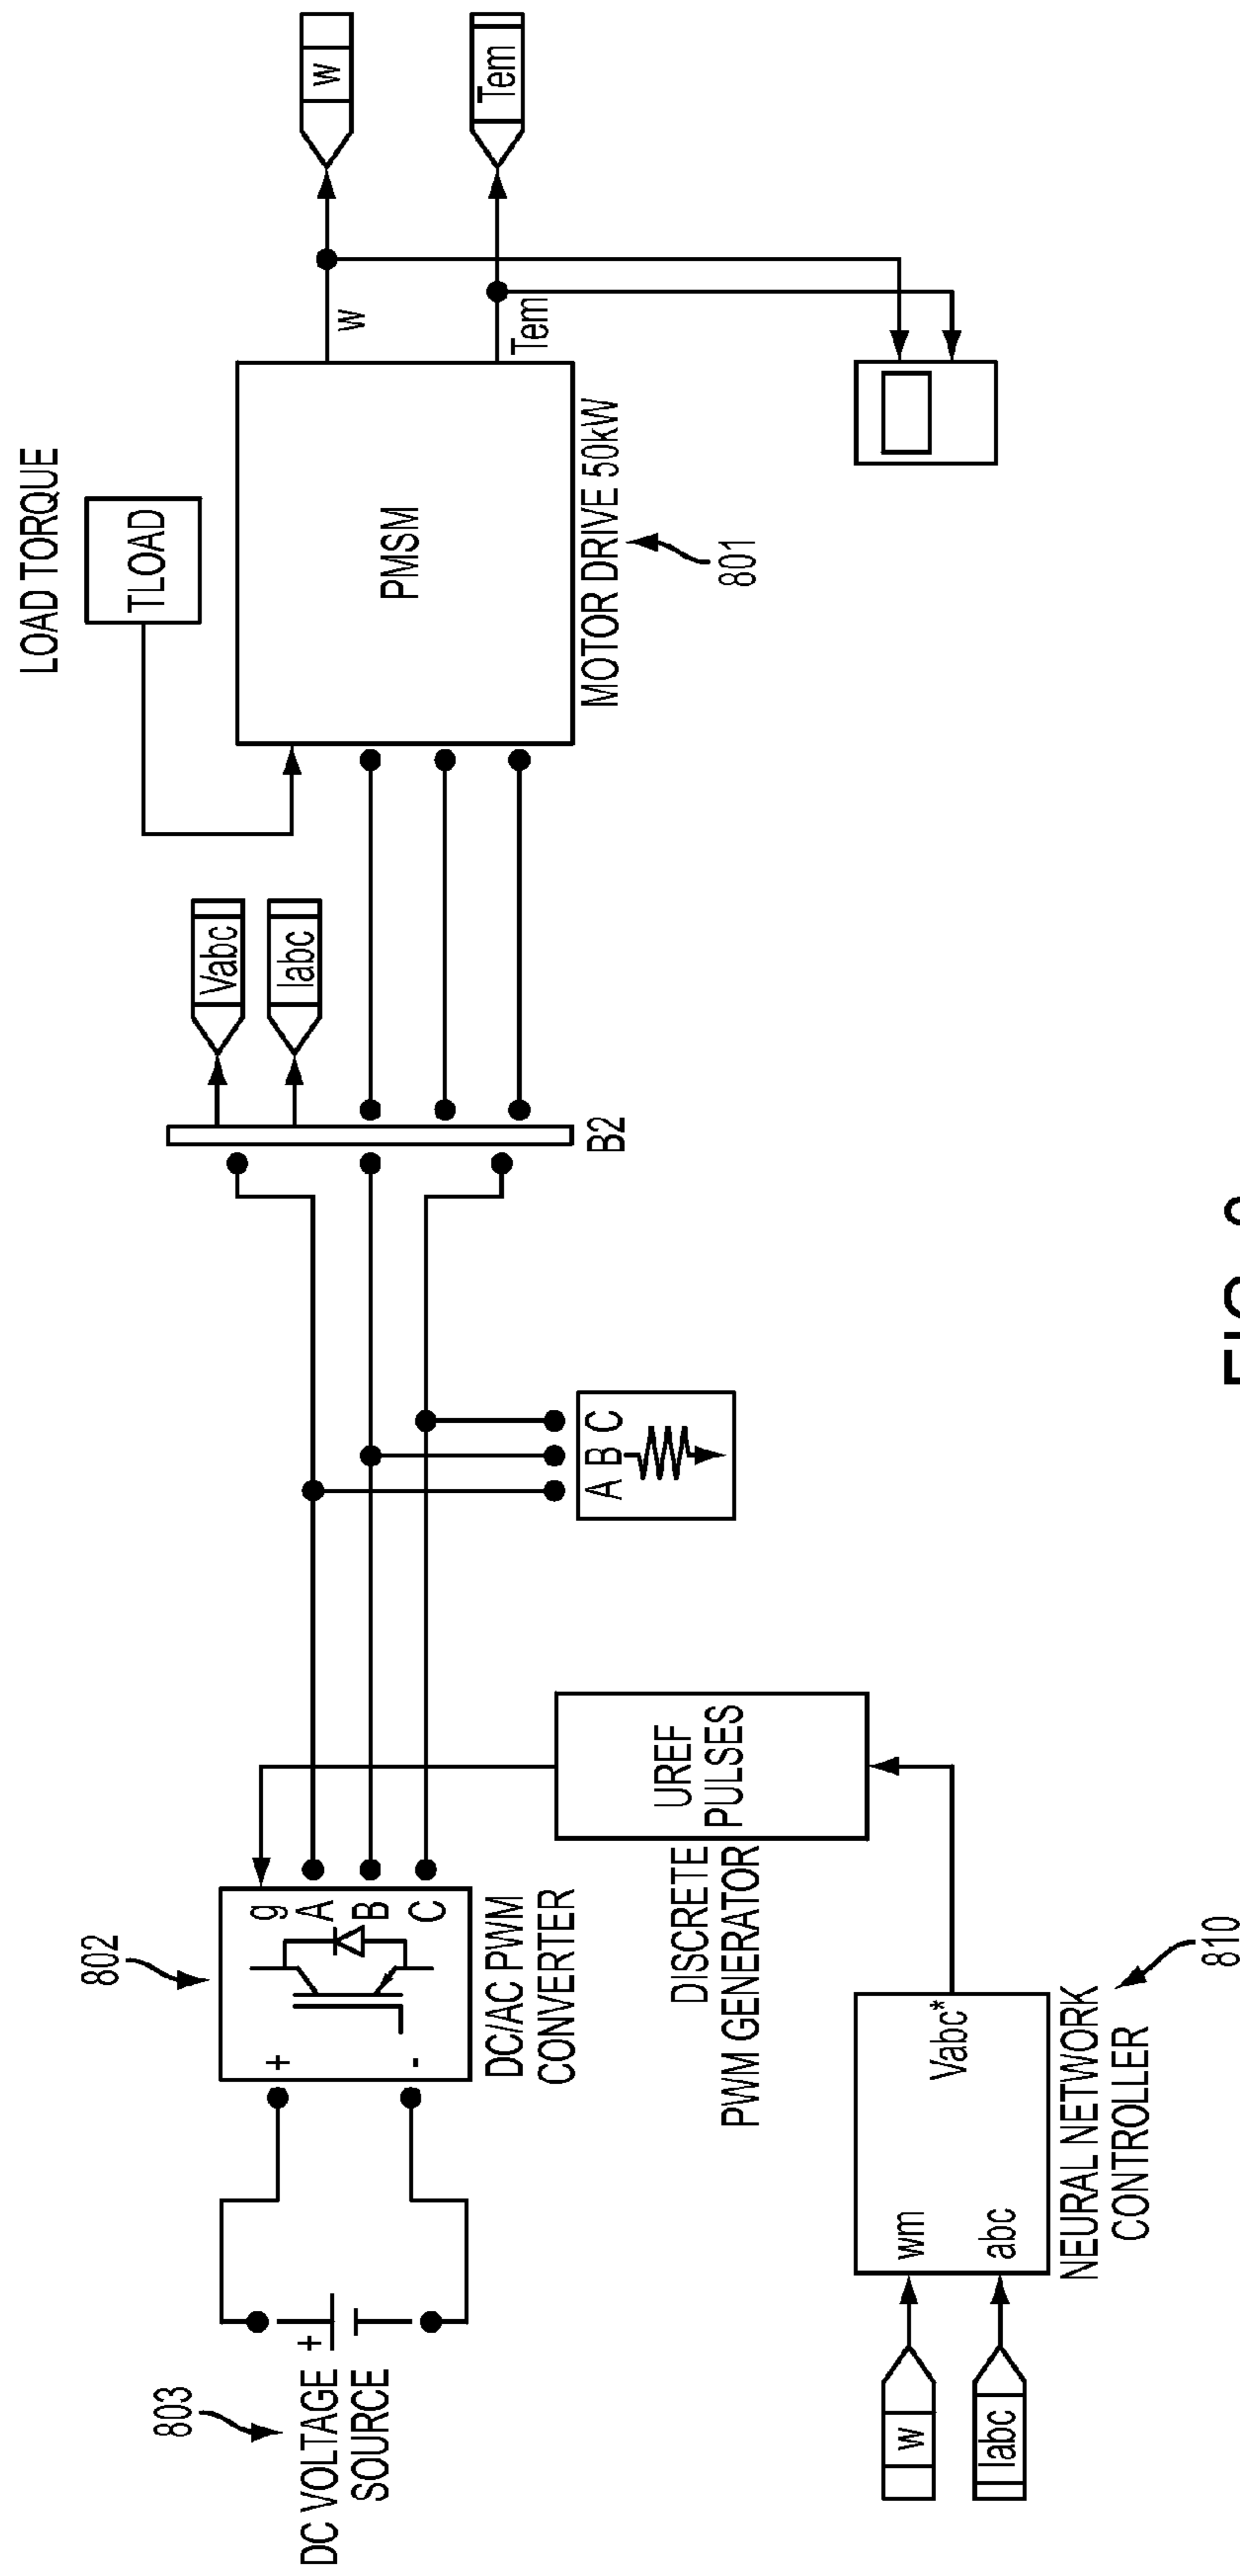 803
DC VOLTAGE
SOURCE
+
802
+
-
g
A
B
C
DC/AC PWM
CONVERTER
DISCRETE
PWM GENERATOR
UREF
PULSES
w
Iabc
wm
abc
Vabc*
NEURAL NETWORK
CONTROLLER
810
A B C
B2
Vabc
Iabc
LOAD TORQUE
TLOAD
PMSM
MOTOR DRIVE 50kW
801
w
Tem
w
Tem